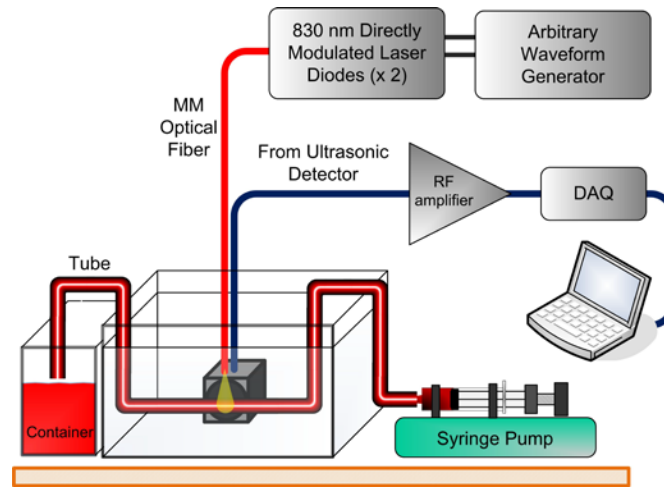 830 nm Directly
Modulated Laser
Diodes (x 2)
Arbitrary
Waveform
Generator
MM
Optical
Fiber
From Ultrasonic
Detector
RF
amplifier
DAQ
Tube
Container
Syringe Pump